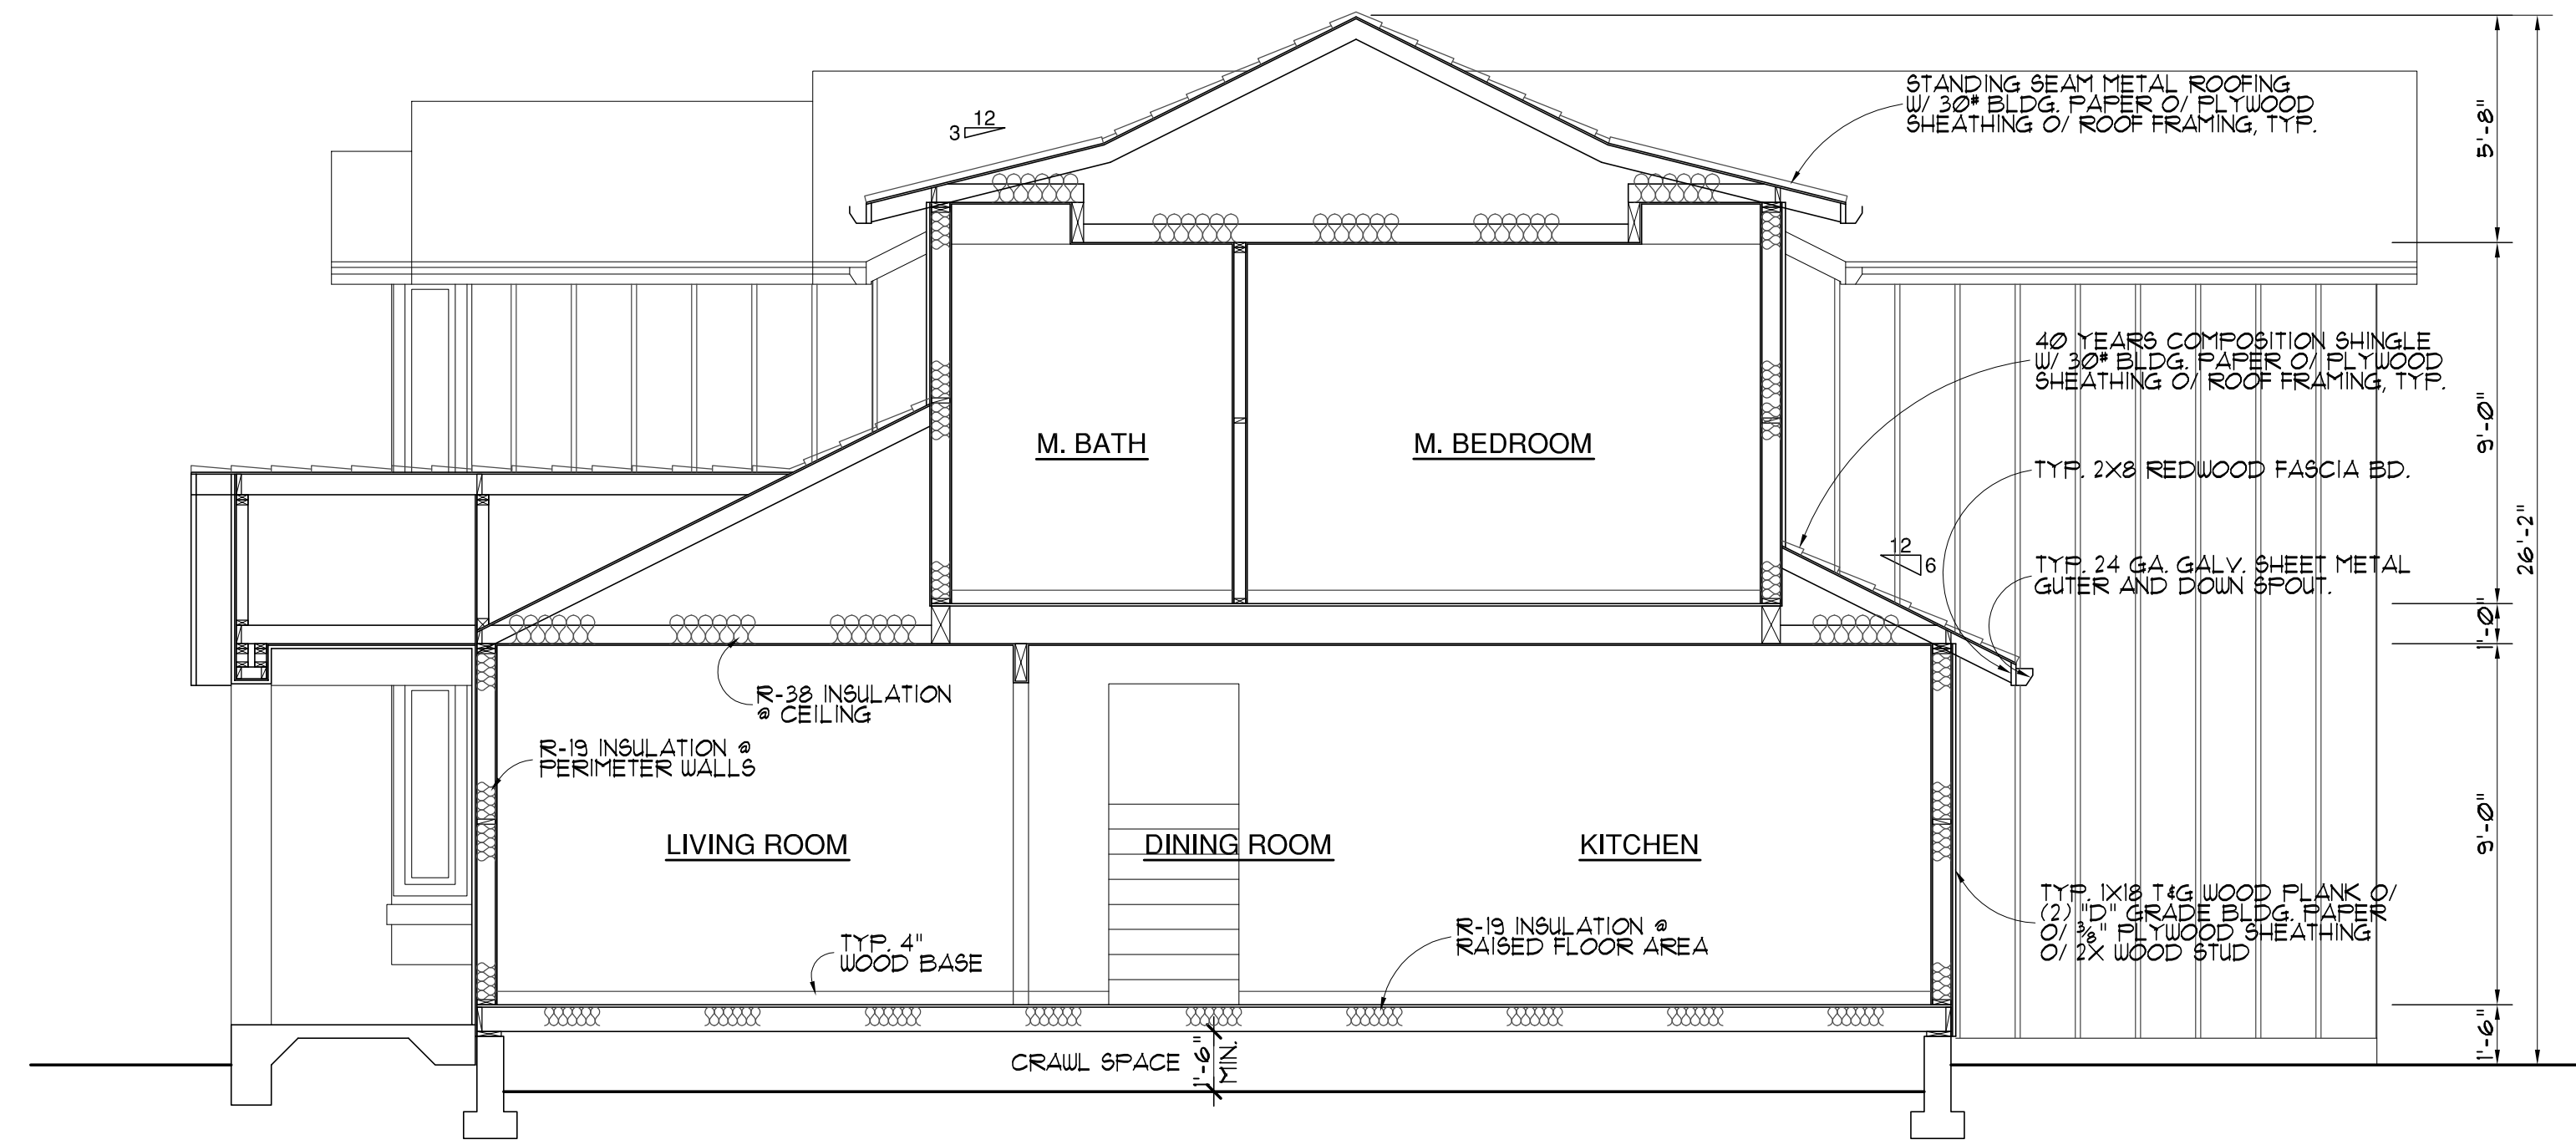 STANDING SEAM METAL ROOFING
W/ 30# BLDG. PAPER O/ PLYWOOD
SHEATHING O/ ROOF FRAMING, TYP.
12
3
5'-8"
40 YEARS COMPOSITION SHINGLE
W/ 30# BLDG. PAPER O/ PLYWOOD
SHEATHING O/ ROOF FRAMING, TYP.
9'-0"
M. BATH
M. BEDROOM
TYP. 2X8 REDWOOD FASCIA BD.
26'-2"
12
6
TYP. 24 GA. GALV. SHEET METAL
GUTER AND DOWN SPOUT.
1'-0"
R-38 INSULATION
@ CEILING
R-19 INSULATION @
PERIMETER WALLS
LIVING ROOM
DINING ROOM
KITCHEN
9'-0"
TYP. 1X18 T&G WOOD PLANK O/
(2) "D" GRADE BLDG. PAPER
O/ 3/8" PLYWOOD SHEATHING
O/ 2X WOOD STUD
R-19 INSULATION @
RAISED FLOOR AREA
TYP. 4"
WOOD BASE
CRAWL SPACE
1'-6"
MIN.
1'-6"